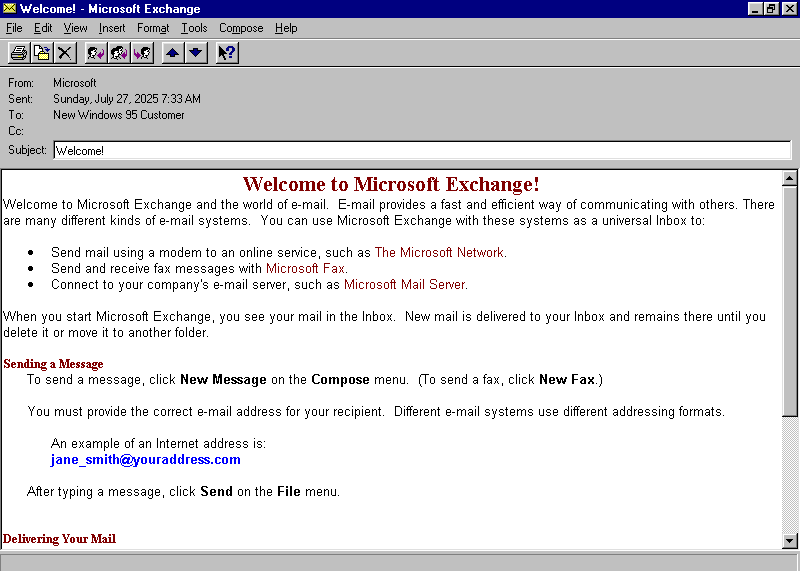 Welcome! - Microsoft Exchange
File Edit View Insert Format Tools Compose Help
From: Microsoft
Sent: Sunday, July 27, 2025 7:33 AM
To: New Windows 95 Customer
Cc:
Subject: Welcome!
Welcome to Microsoft Exchange!
Welcome to Microsoft Exchange and the world of e-mail.  E-mail provides a fast and efficient way of communicating with others. There
are many different kinds of e-mail systems.  You can use Microsoft Exchange with these systems as a universal Inbox to:
• Send mail using a modem to an online service, such as The Microsoft Network.
• Send and receive fax messages with Microsoft Fax.
• Connect to your company's e-mail server, such as Microsoft Mail Server.
When you start Microsoft Exchange, you see your mail in the Inbox.  New mail is delivered to your Inbox and remains there until you
delete it or move it to another folder.
Sending a Message
To send a message, click New Message on the Compose menu.  (To send a fax, click New Fax.)
You must provide the correct e-mail address for your recipient.  Different e-mail systems use different addressing formats.
An example of an Internet address is:
jane_smith@youraddress.com
After typing a message, click Send on the File menu.
Delivering Your Mail